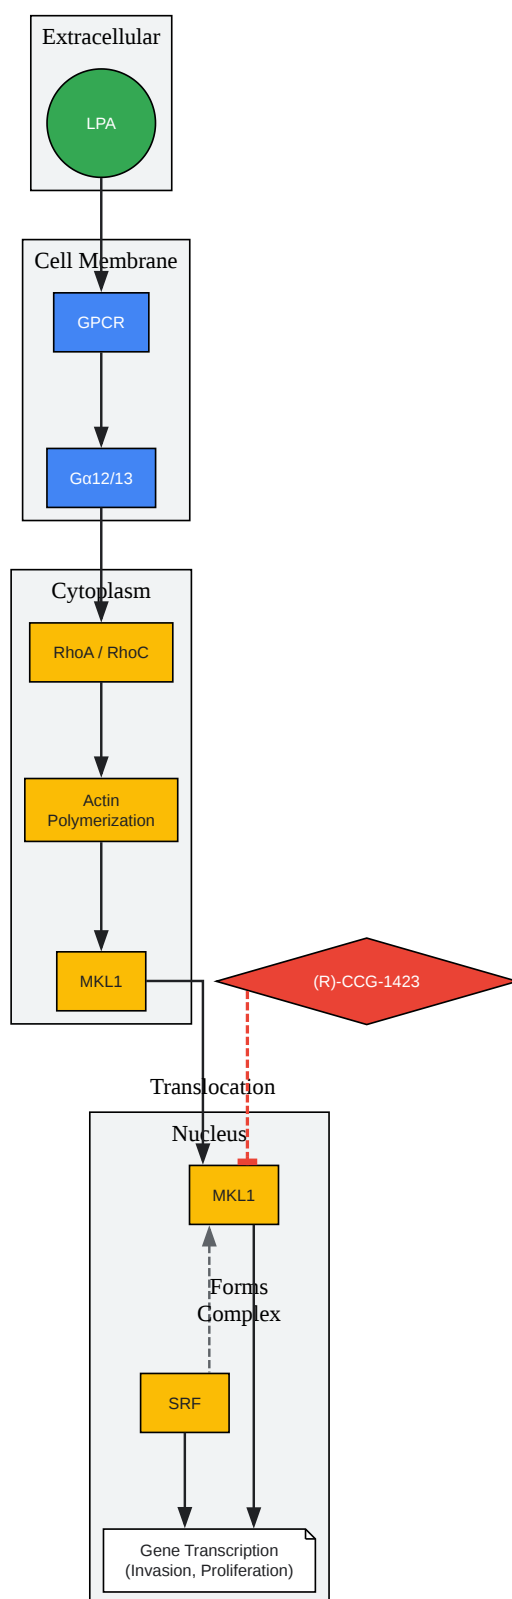 Extracellular
LPA
Cell Membrane
GPCR
Gα12/13
Cytoplasm
RhoA / RhoC
Actin
Polymerization
MKL1
(R)-CCG-1423
Translocation
Nucleus
MKL1
Forms
Complex
SRF
Gene Transcription
(Invasion, Proliferation)